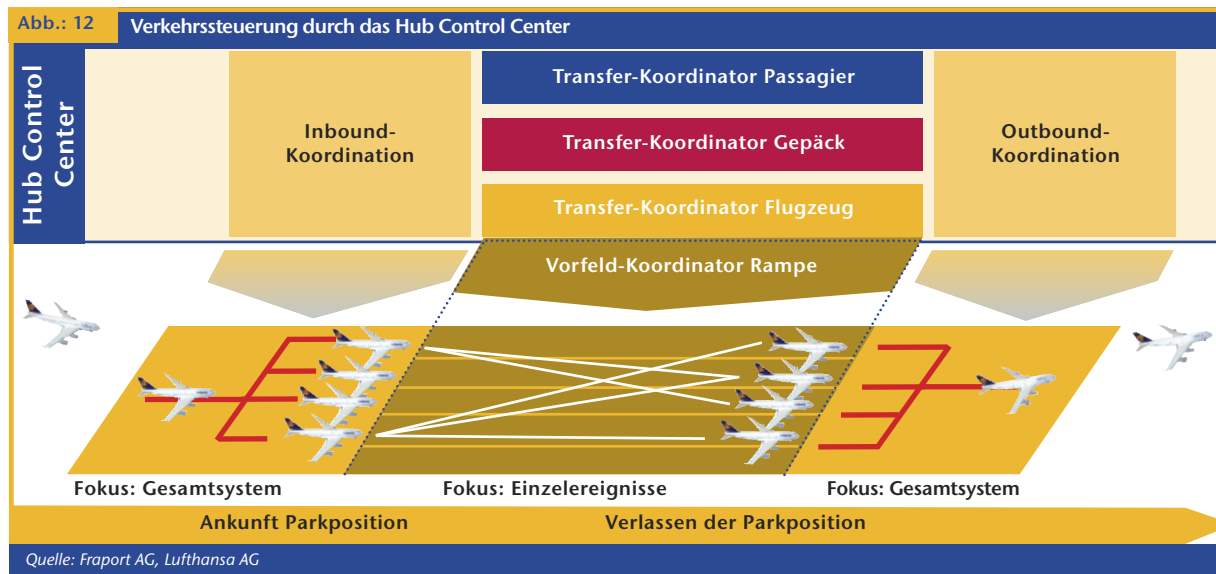 Abb.: 12
Verkehrssteuerung durch das Hub Control Center
Hub Control
Center
Inbound-
Koordination
Transfer-Koordinator Passagier
Transfer-Koordinator Gepäck
Transfer-Koordinator Flugzeug
Outbound-
Koordination
Vorfeld-Koordinator Rampe
Fokus: Gesamtsystem
Fokus: Einzelereignisse
Fokus: Gesamtsystem
Ankunft Parkposition
Verlassen der Parkposition
Quelle: Fraport AG, Lufthansa AG